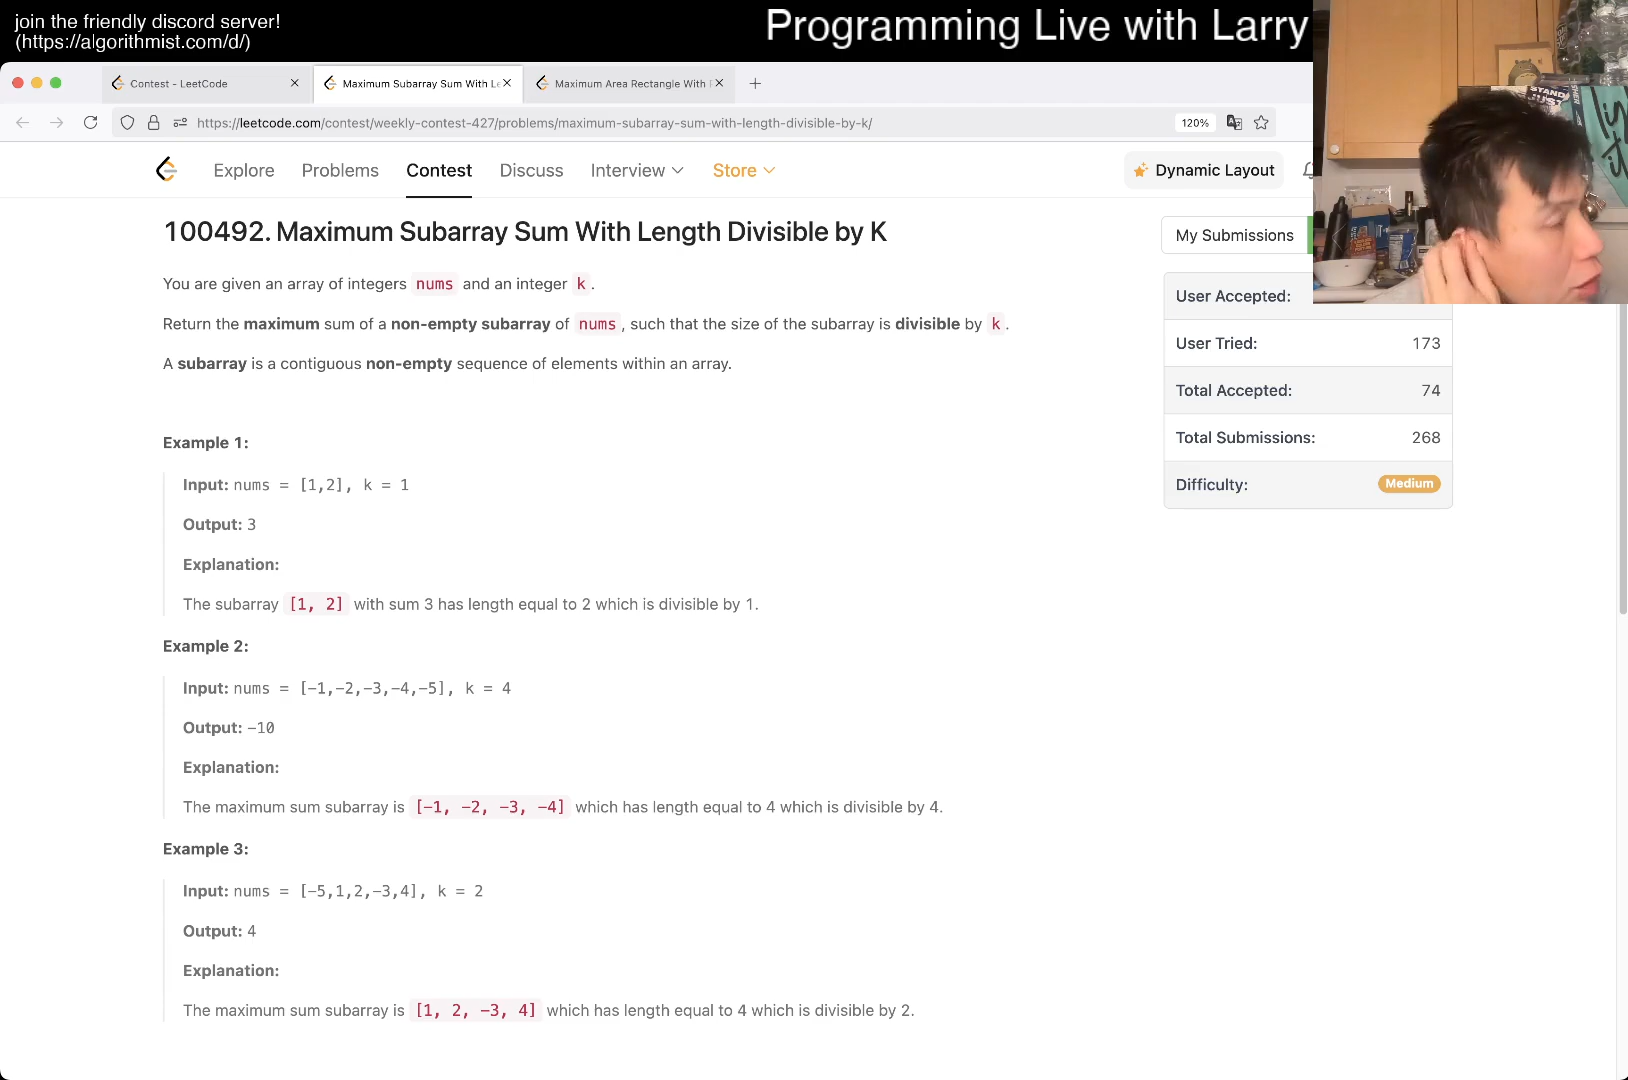 join the friendly discord server!
(https://algorithmist.com/d/)
Programming Live with Larry
Contest - LeetCode
Maximum Subarray Sum With Le
Maximum Area Rectangle With
https://leetcode.com/contest/weekly-contest-427/problems/maximum-subarray-sum-with-length-divisible-by-k/
120%
Explore
Problems
Contest
Discuss
Interview
Store
Dynamic Layout
100492. Maximum Subarray Sum With Length Divisible by K
You are given an array of integers nums and an integer k.
Return the maximum sum of a non-empty subarray of nums, such that the size of the subarray is divisible by k.
A subarray is a contiguous non-empty sequence of elements within an array.
Example 1:
Input: nums = [1,2], k = 1
Output: 3
Explanation:
The subarray [1, 2] with sum 3 has length equal to 2 which is divisible by 1.
Example 2:
Input: nums = [-1,-2,-3,-4,-5], k = 4
Output: -10
Explanation:
The maximum sum subarray is [-1, -2, -3, -4] which has length equal to 4 which is divisible by 4.
Example 3:
Input: nums = [-5,1,2,-3,4], k = 2
Output: 4
Explanation:
The maximum sum subarray is [1, 2, -3, 4] which has length equal to 4 which is divisible by 2.
My Submissions
User Accepted:
User Tried: 173
Total Accepted: 74
Total Submissions: 268
Difficulty: Medium
STAND
JUST